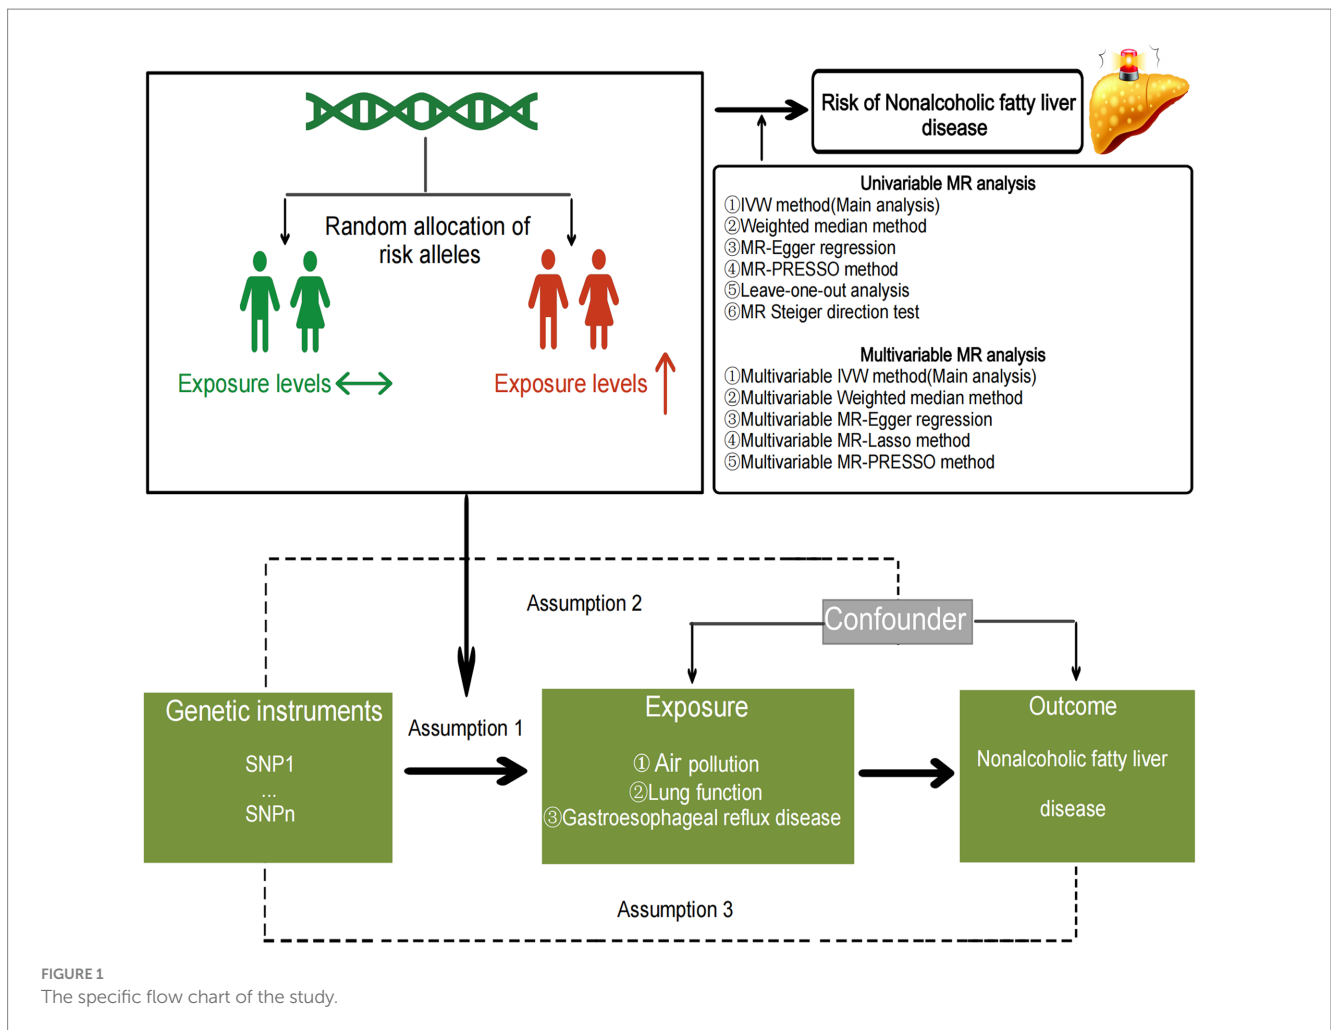 Risk of Nonalcoholic fatty liver
disease
Random allocation of
risk alleles
Exposure levels
Exposure levels
Univariable MR analysis
①IVW method(Main analysis)
②Weighted median method
③MR-Egger regression
④MR-PRESSO method
⑤Leave-one-out analysis
⑥MR Steiger direction test
Multivariable MR analysis
①Multivariable IVW method(Main analysis)
②Multivariable Weighted median method
③Multivariable MR-Egger regression
④Multivariable MR-Lasso method
⑤Multivariable MR-PRESSO method
Assumption 2
Confounder
Genetic instruments
SNP1
...
SNPn
Assumption 1
Exposure
① Air pollution
②Lung function
③Gastroesophageal reflux disease
Outcome
Nonalcoholic fatty liver
disease
Assumption 3
FIGURE 1
The specific flow chart of the study.